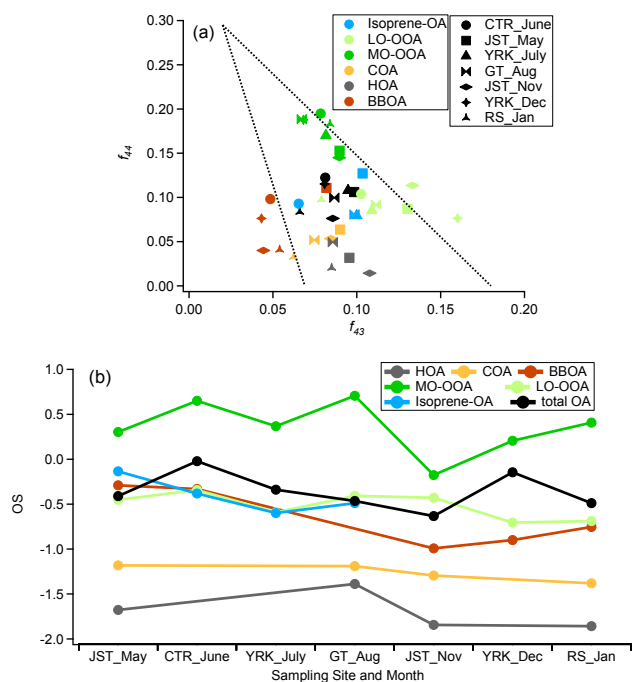 (a)
Isoprene-OA
LO-OOA
MO-OOA
COA
HOA
BBOA
CTR_June
JST_May
YRK_July
GT_Aug
JST_Nov
YRK_Dec
RS_Jan
0.30
0.25
0.20
0.15
0.10
0.05
0.00
f44
0.00 0.05 0.10 0.15 0.20
f43
(b)
HOA COA BBOA
MO-OOA LO-OOA
Isoprene-OA total OA
1.0
0.5
0.0
-0.5
-1.0
-1.5
-2.0
OS
JST_May CTR_June YRK_July GT_Aug JST_Nov YRK_Dec RS_Jan
Sampling Site and Month